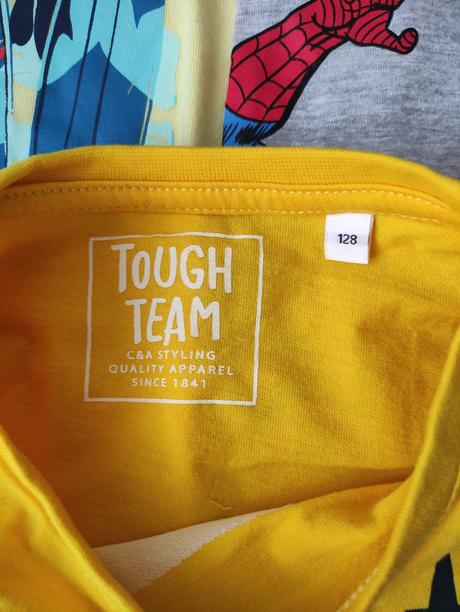 128
TOUGH
TEAM
C&A STYLING
QUALITY APPAREL
SINCE 1841